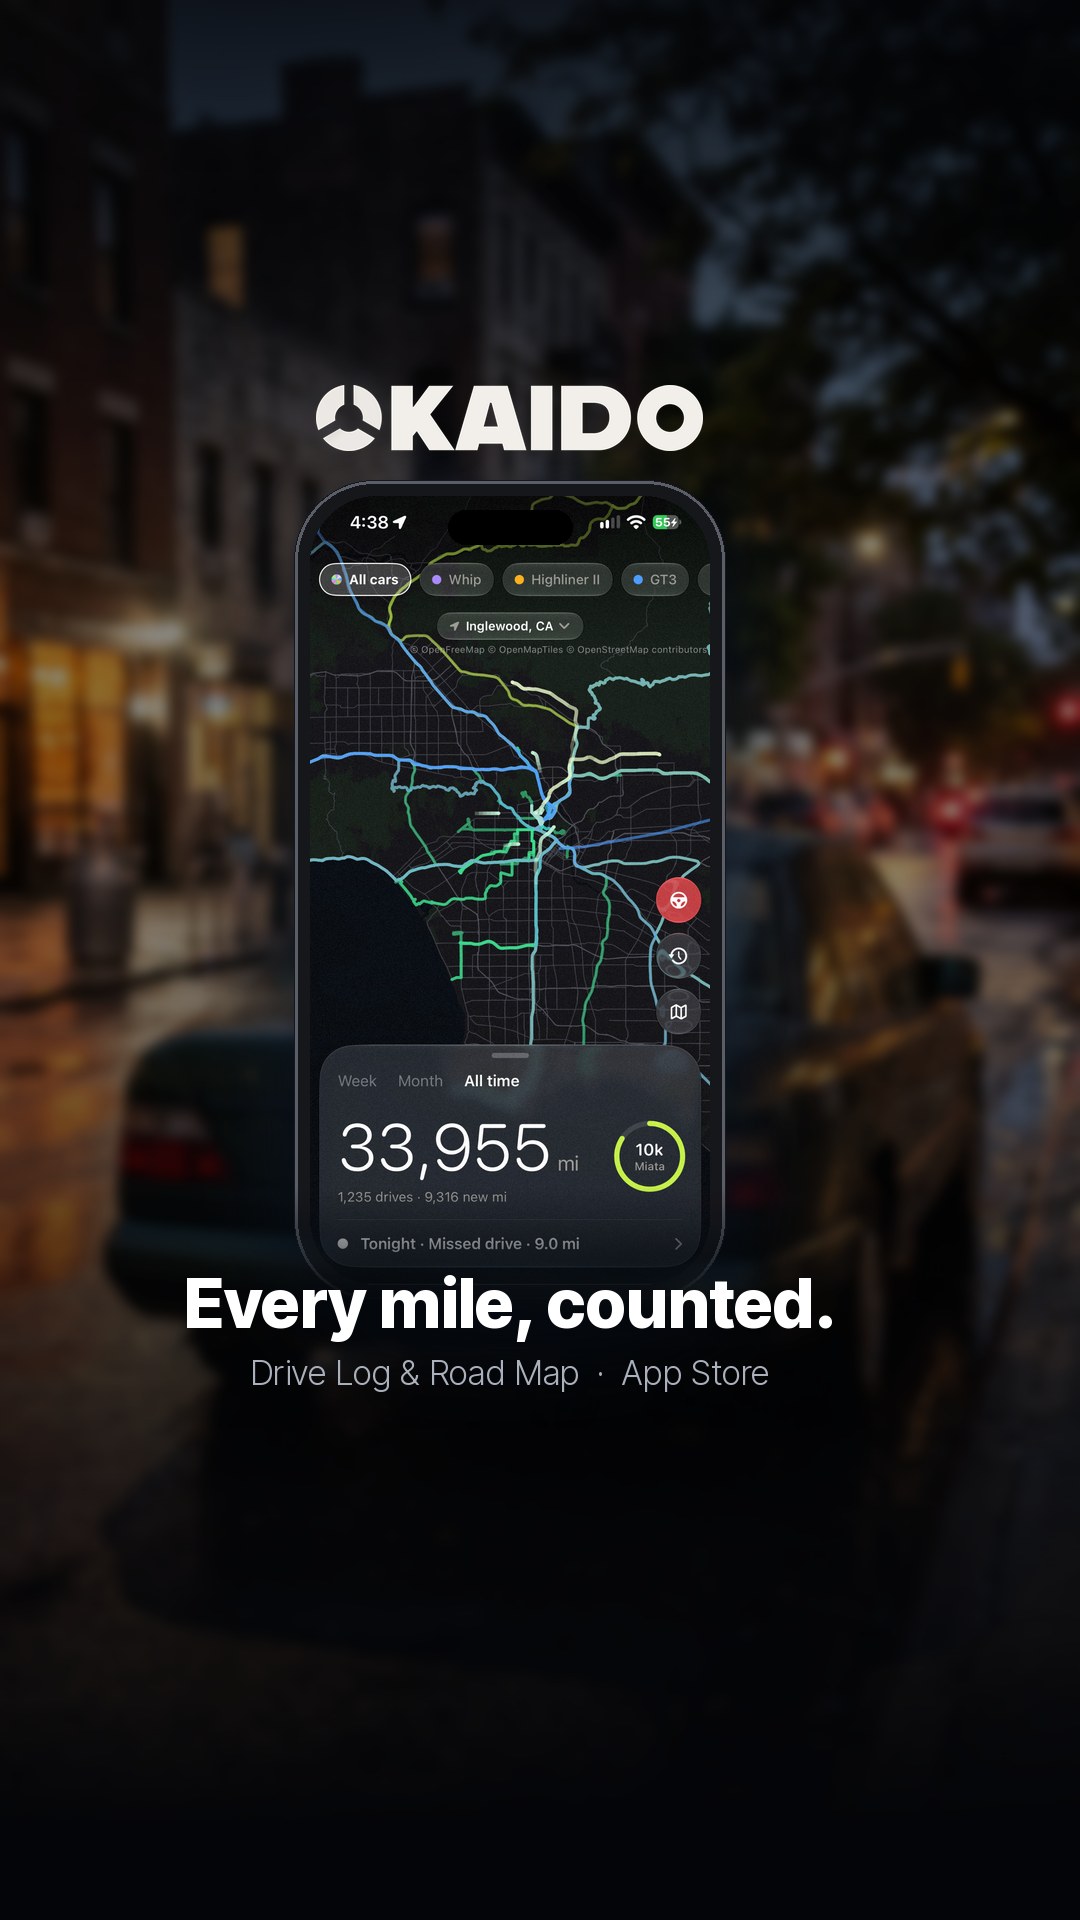 KAIDO
4:38
55
All cars
Whip
Highliner II
GT3
Inglewood, CA
© OpenFreeMap © OpenMapTiles © OpenStreetMap contributors
Week Month All time
33,955 mi
10k
Miata
1,235 drives · 9,316 new mi
Tonight · Missed drive · 9.0 mi
Every mile, counted.
Drive Log & Road Map · App Store